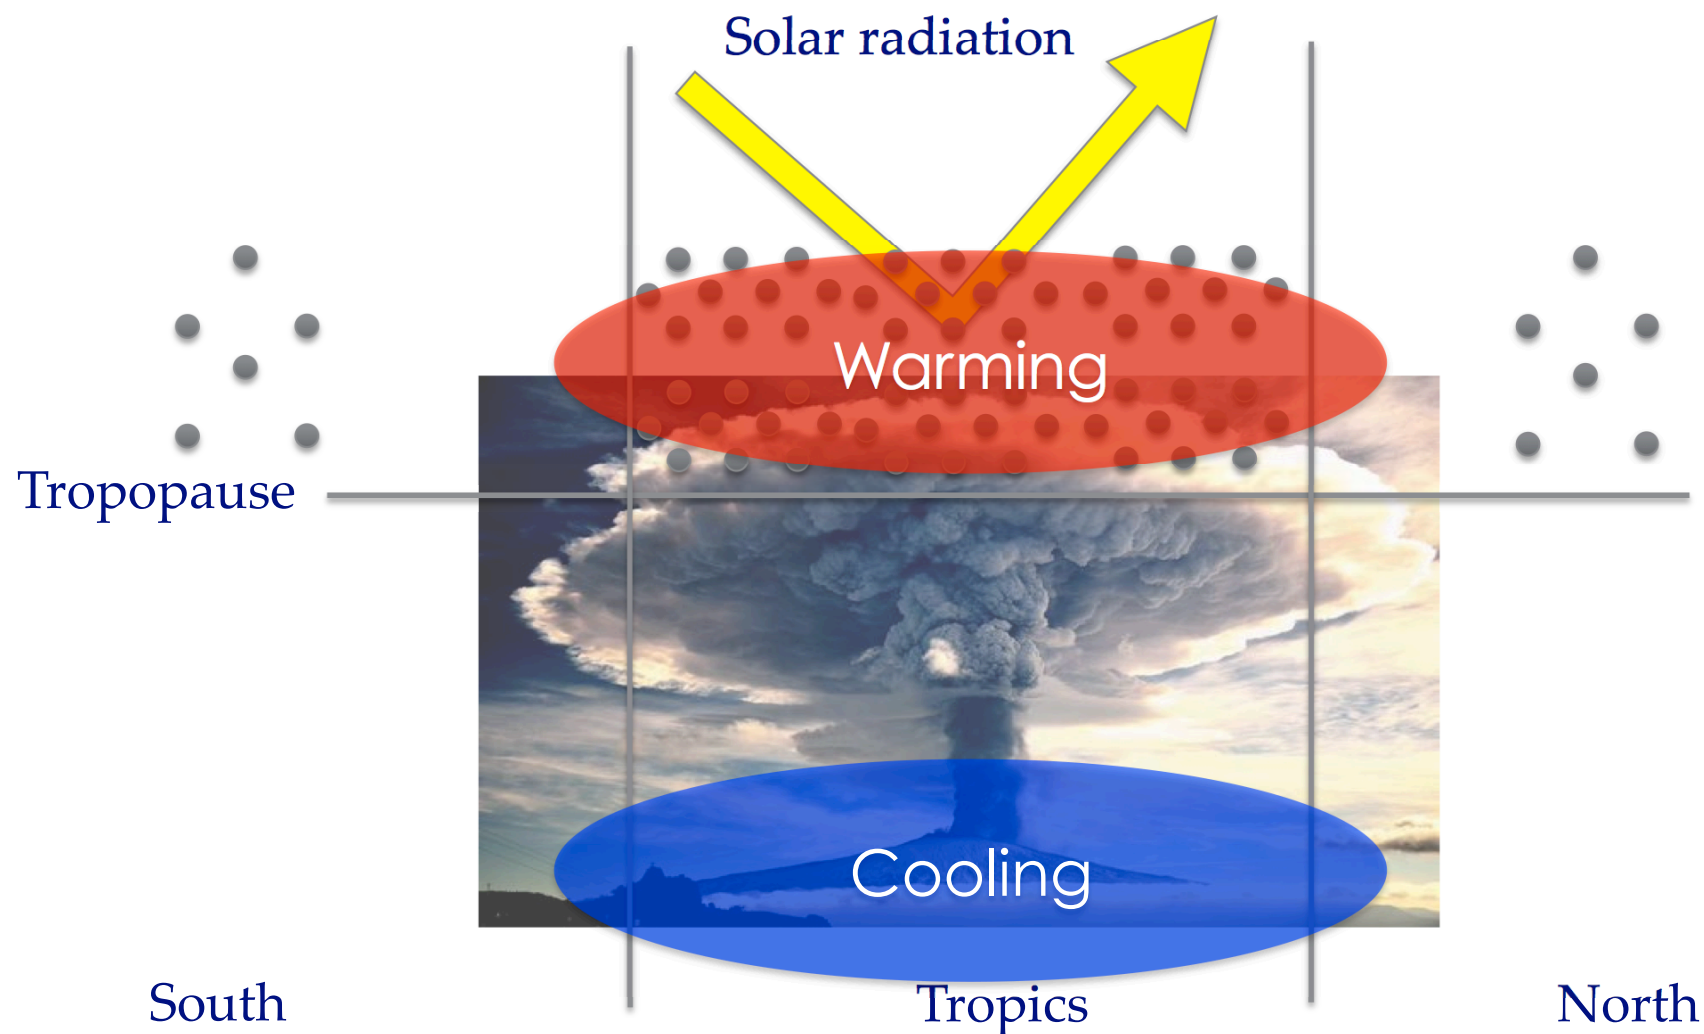 Solar radiation
Warming
Tropopause
Cooling
South
Tropics
North